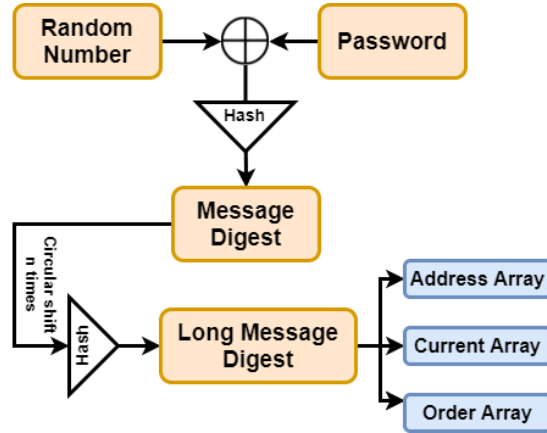 Random
Number
Password
Hash
Message
Digest
Circular shift
n times
Hash
Long Message
Digest
Address Array
Current Array
Order Array